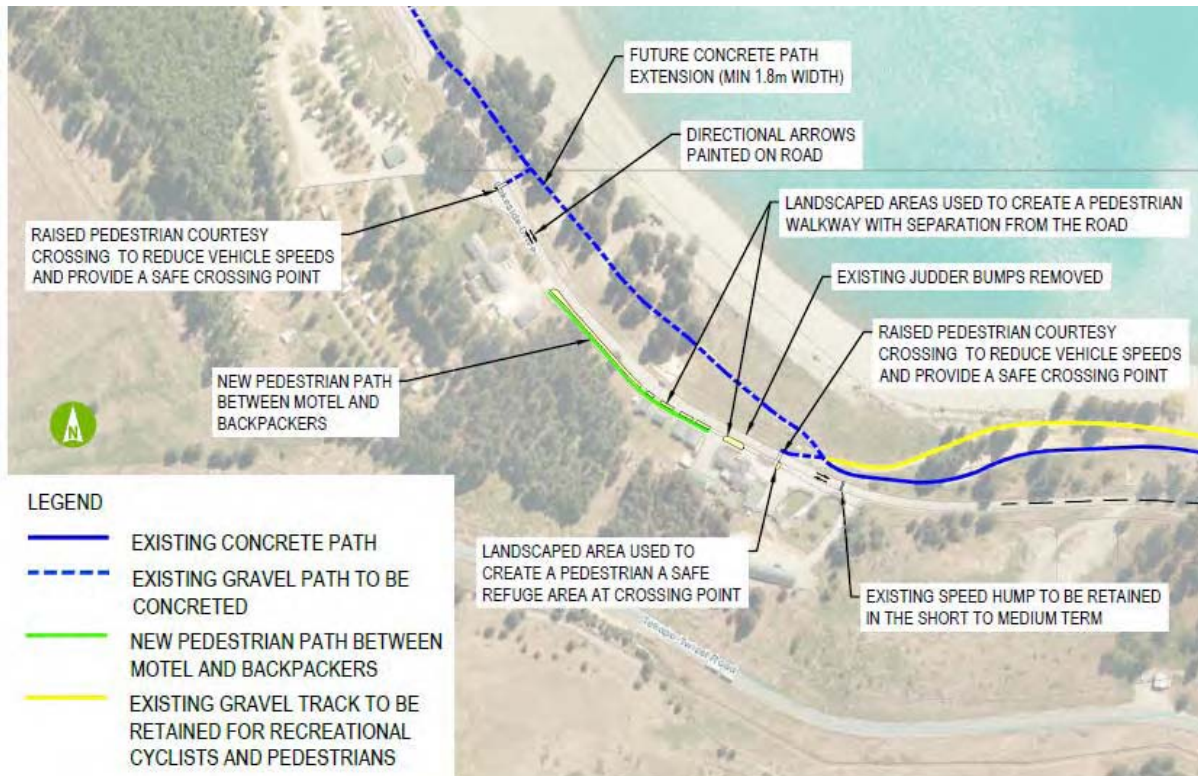 FUTURE CONCRETE PATH
EXTENSION (MIN 1.8m WIDTH)
DIRECTIONAL ARROWS
PAINTED ON ROAD
LANDSCAPED AREAS USED TO CREATE A PEDESTRIAN
WALKWAY WITH SEPARATION FROM THE ROAD
RAISED PEDESTRIAN COURTESY
CROSSING TO REDUCE VEHICLE SPEEDS
AND PROVIDE A SAFE CROSSING POINT
EXISTING JUDDER BUMPS REMOVED
RAISED PEDESTRIAN COURTESY
CROSSING TO REDUCE VEHICLE SPEEDS
AND PROVIDE A SAFE CROSSING POINT
NEW PEDESTRIAN PATH
BETWEEN MOTEL AND
BACKPACKERS
N
LEGEND
EXISTING CONCRETE PATH
EXISTING GRAVEL PATH TO BE
CONCRETED
NEW PEDESTRIAN PATH BETWEEN
MOTEL AND BACKPACKERS
EXISTING GRAVEL TRACK TO BE
RETAINED FOR RECREATIONAL
CYCLISTS AND PEDESTRIANS
LANDSCAPED AREA USED TO
CREATE A PEDESTRIAN A SAFE
REFUGE AREA AT CROSSING POINT
EXISTING SPEED HUMP TO BE RETAINED
IN THE SHORT TO MEDIUM TERM
Tekapo-Twizel Road